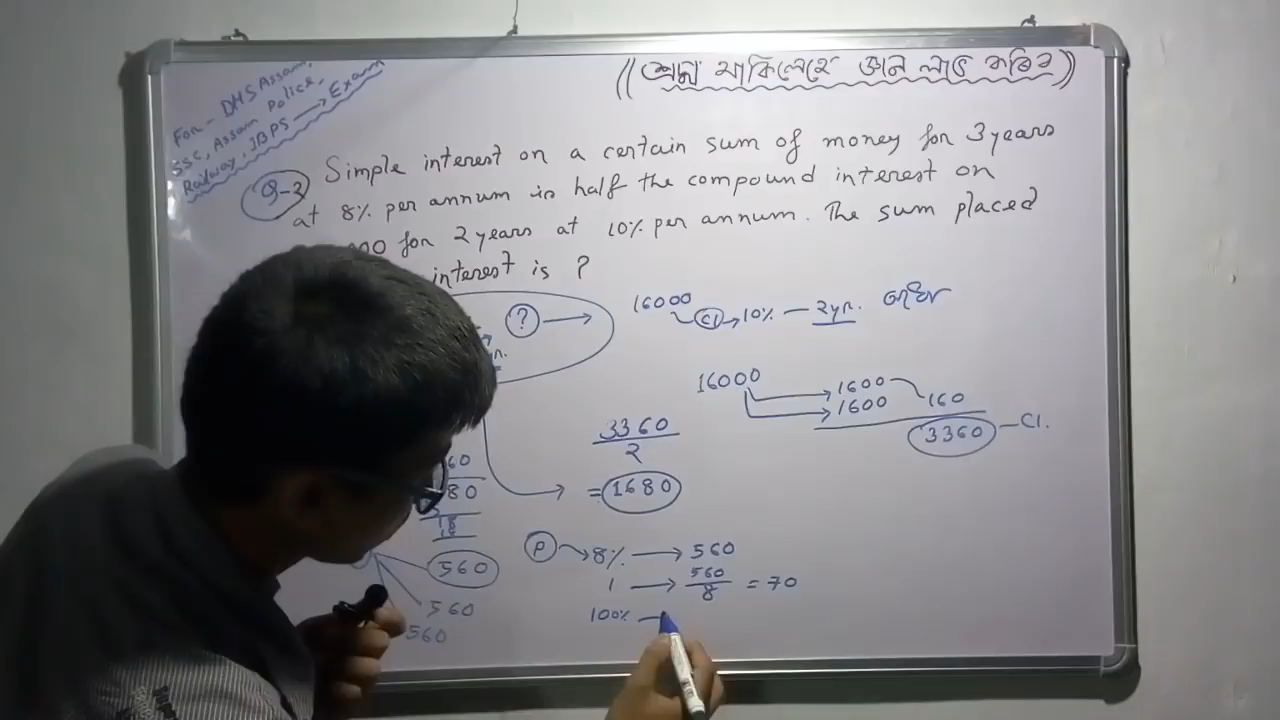 For - DHS Assam,
SSC, Assam Police,
Railway, IBPS → Exam
Simple interest on a certain sum of money for 3 years
at 8% per annum is half the compound interest on
for 2 years at 10% per annum. The sum placed
interest is ?
?
16000
CI → 10% — 2yr.
16000 → 1600
→ 1600 160
3360 — CI.
3360
2
= 1680
60
80
18
560
560
560
P → 8% → 560
1 → 560/8 = 70
100% —